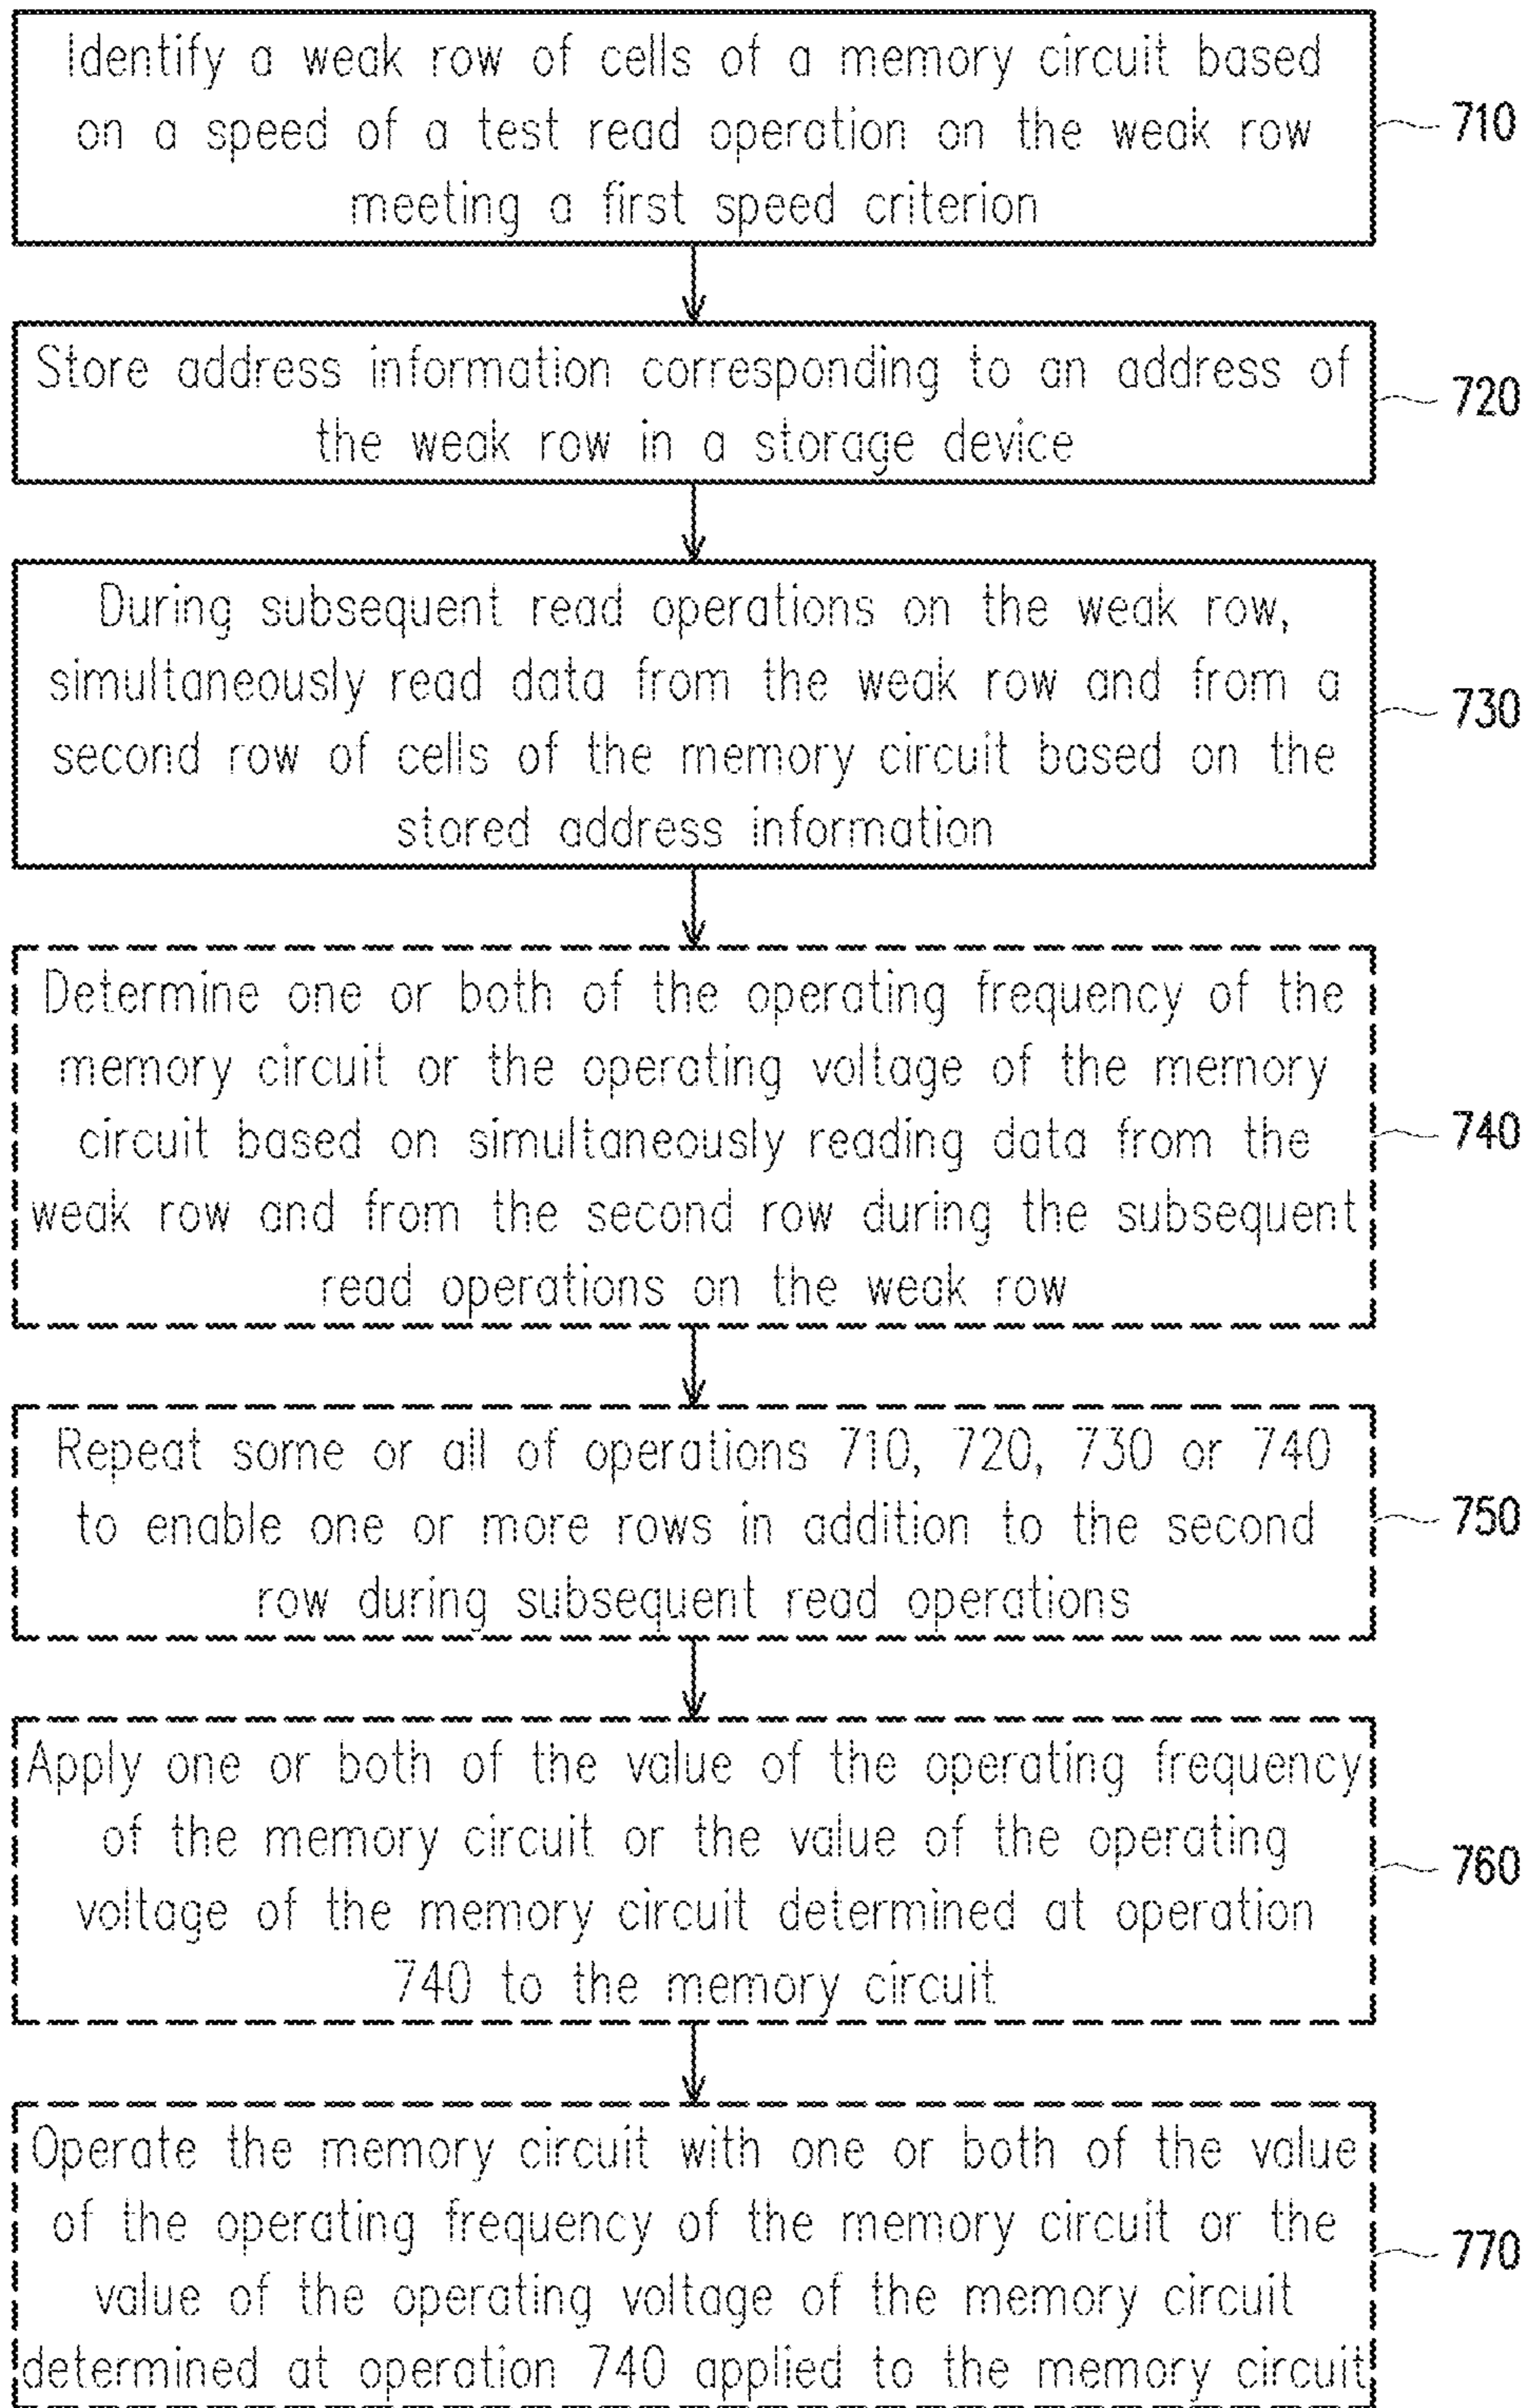 Identify a weak row of cells of a memory circuit based
on a speed of a test read operation on the weak row
meeting a first speed criterion
710
Store address information corresponding to an address of
the weak row in a storage device
720
During subsequent read operations on the weak row,
simultaneously read data from the weak row and from a
second row of cells of the memory circuit based on the
stored address information
730
Determine one or both of the operating frequency of the
memory circuit or the operating voltage of the memory
circuit based on simultaneously reading data from the
weak row and from the second row during the subsequent
read operations on the weak row
740
Repeat some or all of operations 710, 720, 730 or 740
to enable one or more rows in addition to the second
row during subsequent read operations
750
Apply one or both of the value of the operating frequency
of the memory circuit or the value of the operating
voltage of the memory circuit determined at operation
740 to the memory circuit
760
Operate the memory circuit with one or both of the value
of the operating frequency of the memory circuit or the
value of the operating voltage of the memory circuit
determined at operation 740 applied to the memory circuit
770